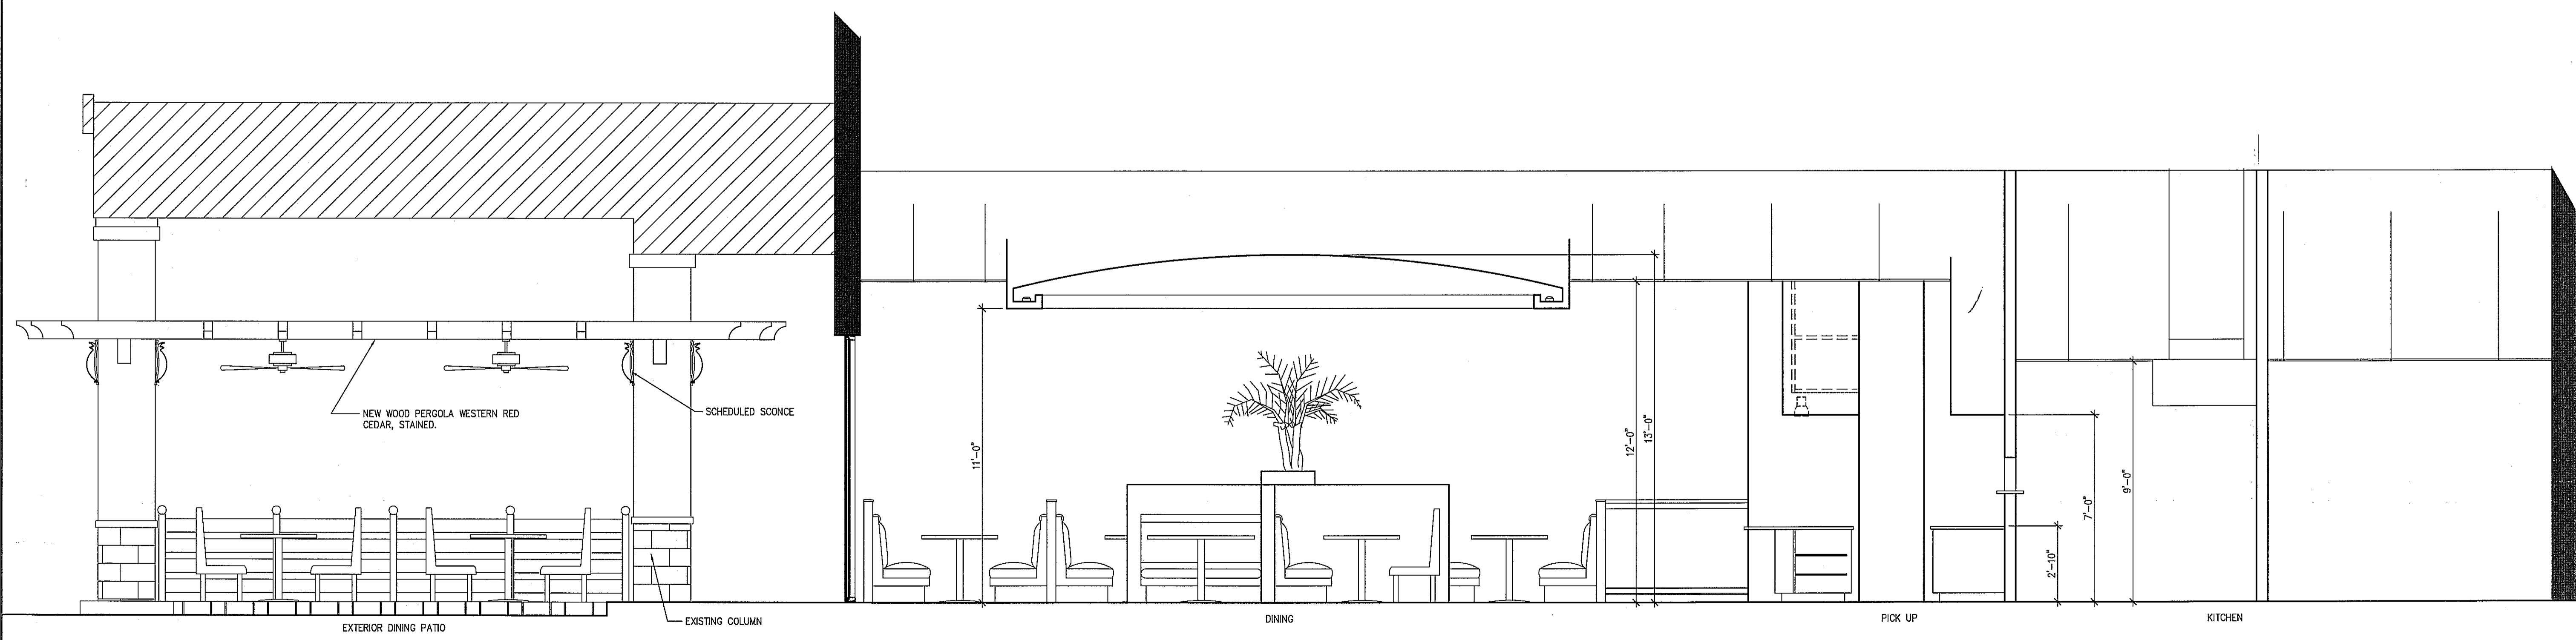 NEW WOOD PERGOLA WESTERN RED
CEDAR, STAINED.
SCHEDULED SCONCE
11'-0"
12'-0"
13'-0"
2'-10"
7'-0"
9'-0"
EXTERIOR DINING PATIO
EXISTING COLUMN
DINING
PICK UP
KITCHEN